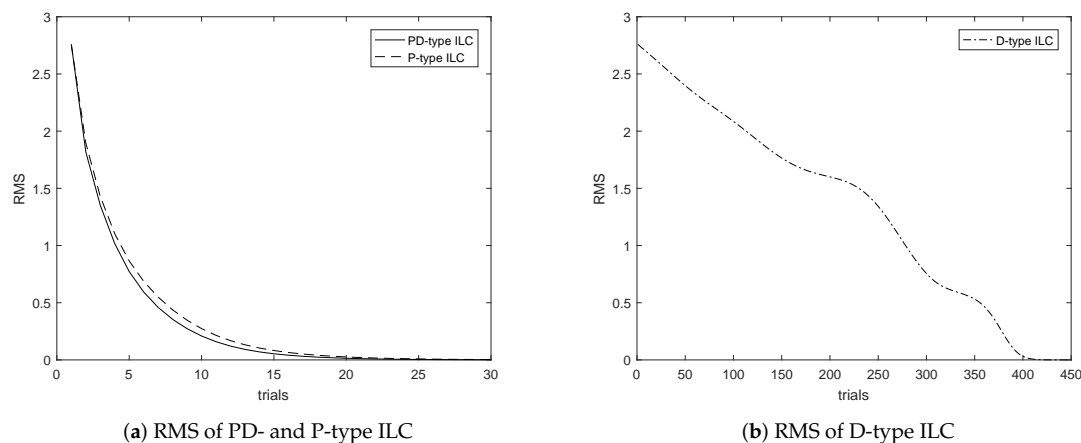 3
2.5
2
1.5
1
0.5
0
RMS
PD-type ILC
P-type ILC
0 5 10 15 20 25 30
trials
(a) RMS of PD- and P-type ILC
3
2.5
2
1.5
1
0.5
0
RMS
D-type ILC
0 50 100 150 200 250 300 350 400 450
trials
(b) RMS of D-type ILC